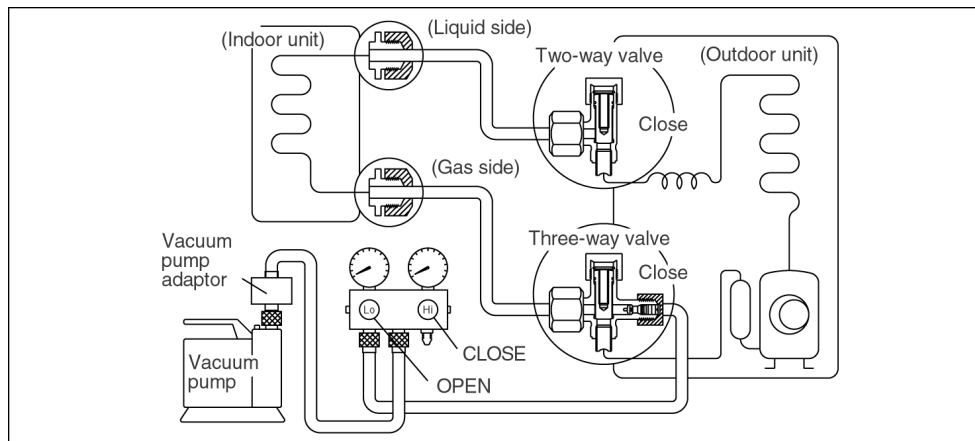 (Liquid side)
(Indoor unit)
Two-way valve
(Outdoor unit)
Close
(Gas side)
Three-way valve
Close
Vacuum
pump
adaptor
Lo
Hi
CLOSE
OPEN
Vacuum
pump